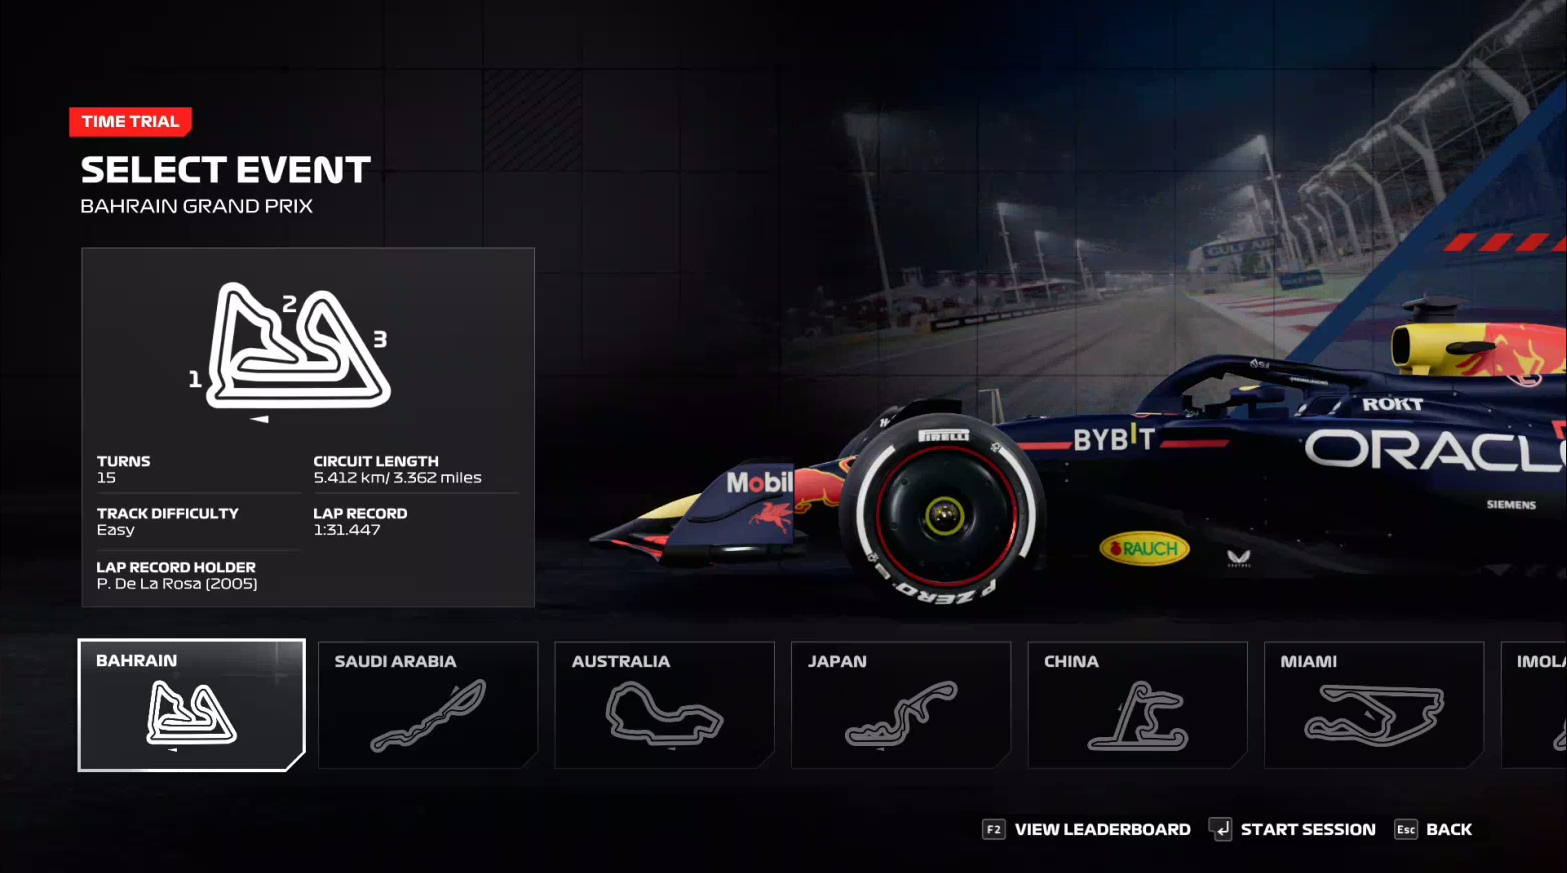 TIME TRIAL
SELECT EVENT
BAHRAIN GRAND PRIX
1
2
3
TURNS
15
CIRCUIT LENGTH
5.412 km/ 3.362 miles
TRACK DIFFICULTY
Easy
LAP RECORD
1:31.447
LAP RECORD HOLDER
P. De La Rosa (2005)
GULF AIR
PIRELLI
P ZERO
Mobil
BYBIT
ROKT
ORACL
SIEMENS
RAUCH
BAHRAIN
SAUDI ARABIA
AUSTRALIA
JAPAN
CHINA
MIAMI
IMOLA
F2 VIEW LEADERBOARD
START SESSION
Esc BACK